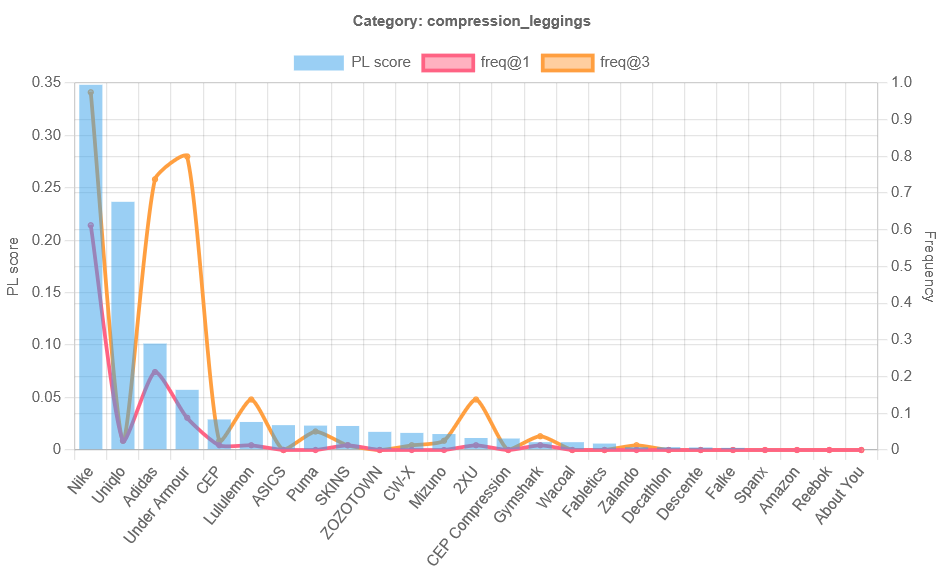 Category: compression_leggings
PL score freq@1 freq@3
0.35
0.30
0.25
0.20
0.15
0.10
0.05
0
PL score
1.0
0.9
0.8
0.7
0.6
0.5
0.4
0.3
0.2
0.1
0
Frequency
Nike
Uniqlo
Adidas
Under Armour
CEP
Lululemon
ASICS
Puma
SKINS
ZOZOTOWN
CW-X
Mizuno
2XU
CEP Compression
Gymshark
Wacoal
Fabletics
Zalando
Decathlon
Descente
Falke
Spanx
Amazon
Reebok
About You